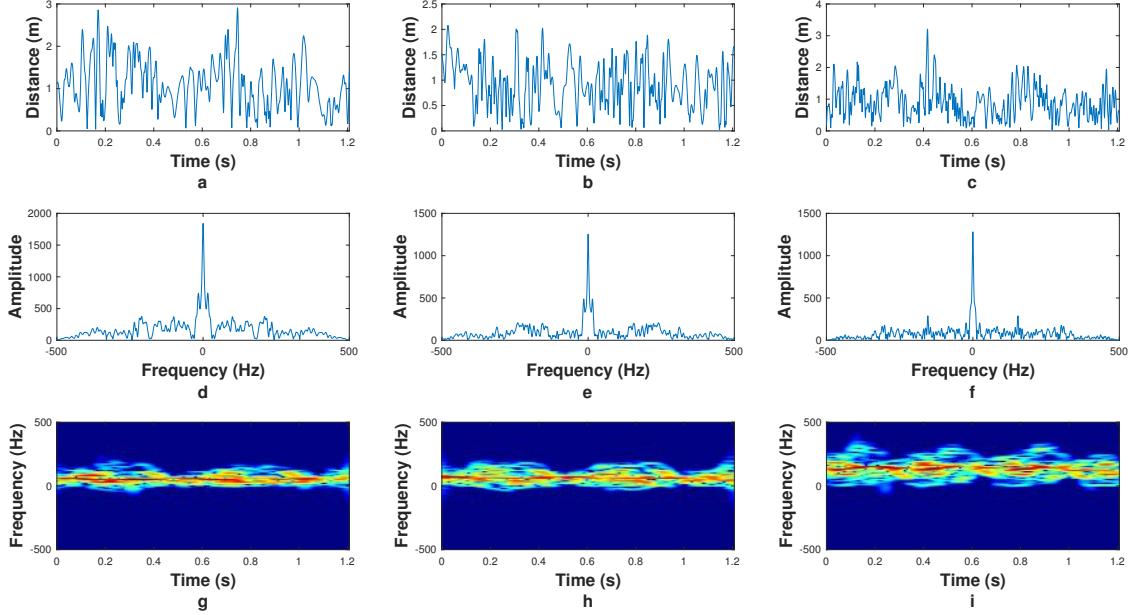 3
2
1
0
Distance (m)
0 0.2 0.4 0.6 0.8 1 1.2
Time (s)
a
2.5
2
1.5
1
0.5
0
Distance (m)
0 0.2 0.4 0.6 0.8 1 1.2
Time (s)
b
4
3
2
1
0
Distance (m)
0 0.2 0.4 0.6 0.8 1 1.2
Time (s)
c
2000
1500
1000
500
0
Amplitude
-500 0 500
Frequency (Hz)
d
1500
1000
500
0
Amplitude
-500 0 500
Frequency (Hz)
e
1500
1000
500
0
Amplitude
-500 0 500
Frequency (Hz)
f
500
0
-500
Frequency (Hz)
0 0.2 0.4 0.6 0.8 1 1.2
Time (s)
g
500
0
-500
Frequency (Hz)
0 0.2 0.4 0.6 0.8 1 1.2
Time (s)
h
500
0
-500
Frequency (Hz)
0 0.2 0.4 0.6 0.8 1 1.2
Time (s)
i